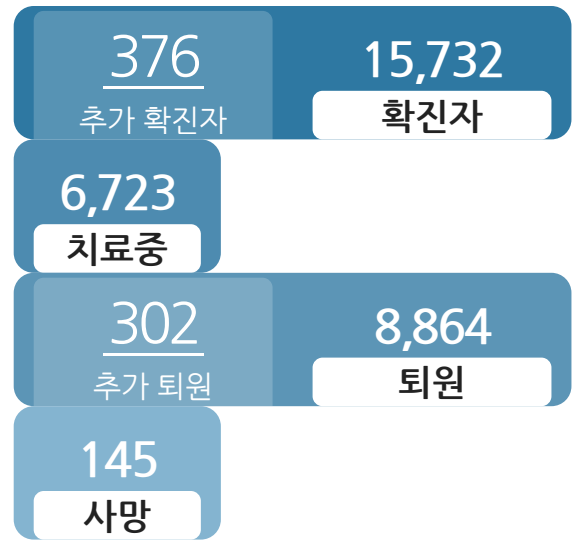 376
추가 확진자
15,732
확진자
6,723
치료중
302
추가 퇴원
8,864
퇴원
145
사망